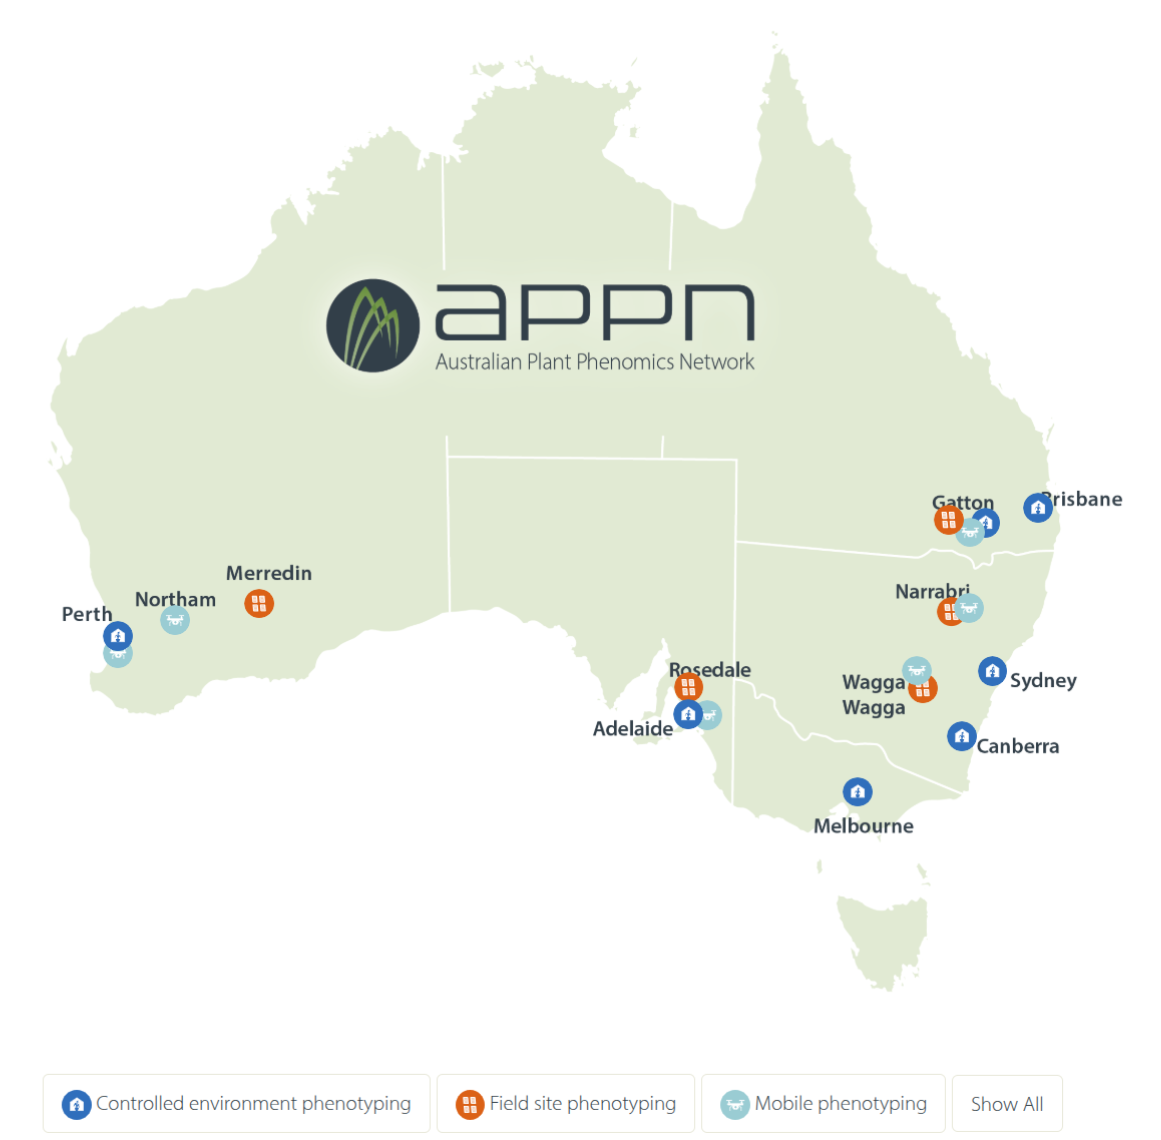 appn
Australian Plant Phenomics Network
Gatton
Brisbane
Merredin
Narrabri
Northam
Perth
Rosedale
Wagga
Wagga
Sydney
Adelaide
Canberra
Melbourne
Controlled environment phenotyping
Field site phenotyping
Mobile phenotyping
Show All